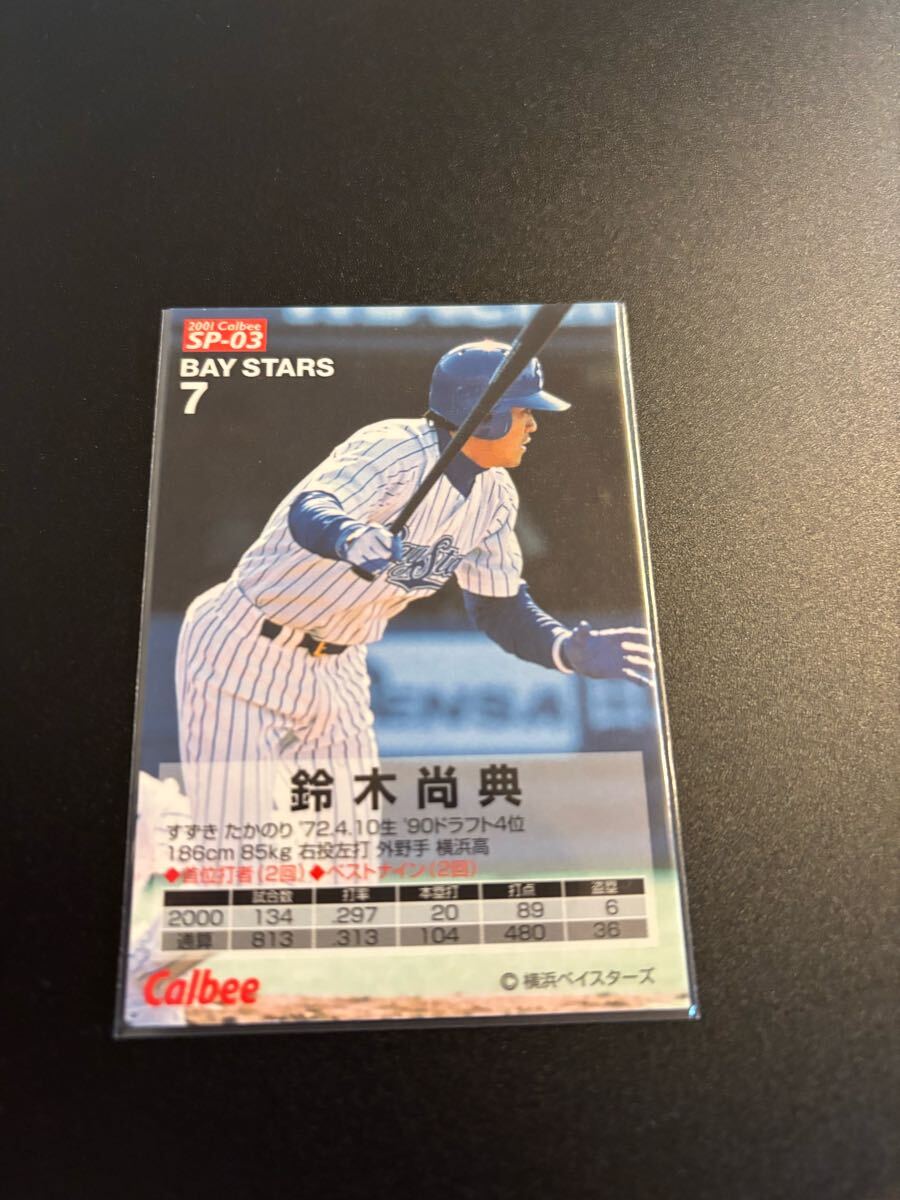 2001 Calbee
SP-03
BAY STARS
7
ENSA
鈴木尚典
すずき たかのり '72.4.10生 '90ドラフト4位
186cm 85kg 右投左打 外野手 横浜高
◆首位打者(2回)◆ベストナイン(2回)
試合数 打率 本塁打 打点 盗塁
2000 134 .297 20 89 6
通算 813 .313 104 480 36
Calbee
© 横浜ベイスターズ